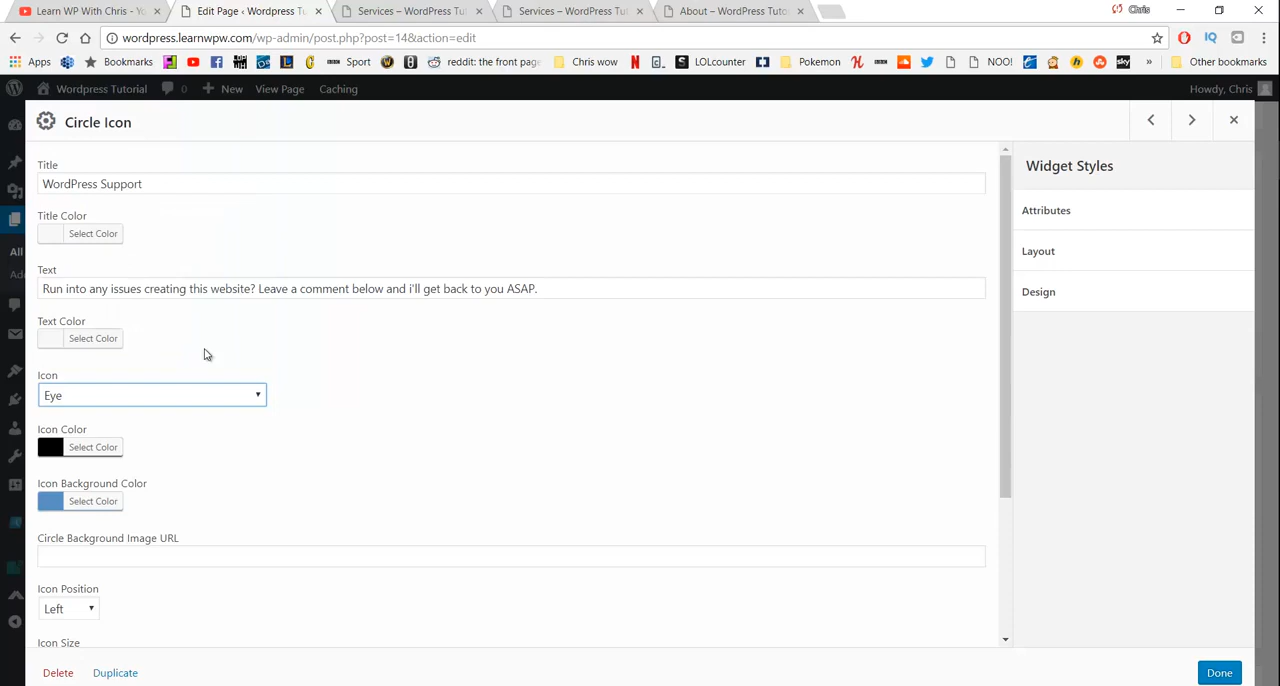 Learn WP With Chris - Yo
Edit Page ‹ Wordpress Tu
Services – WordPress Tut
Services – WordPress Tut
About – WordPress Tuto
Chris
wordpress.learnwpw.com/wp-admin/post.php?post=14&action=edit
Apps
Bookmarks
Sport
reddit: the front page
Chris wow
LOLcounter
Pokemon
NOO!
sky
»
Other bookmarks
Wordpress Tutorial
0
New
View Page
Caching
Howdy, Chris
Circle Icon
Title
WordPress Support
Title Color
Select Color
Text
Run into any issues creating this website? Leave a comment below and i'll get back to you ASAP.
Text Color
Select Color
Icon
Eye
Icon Color
Select Color
Icon Background Color
Select Color
Circle Background Image URL
Icon Position
Left
Icon Size
Delete
Duplicate
Done
Widget Styles
Attributes
Layout
Design
All
Add